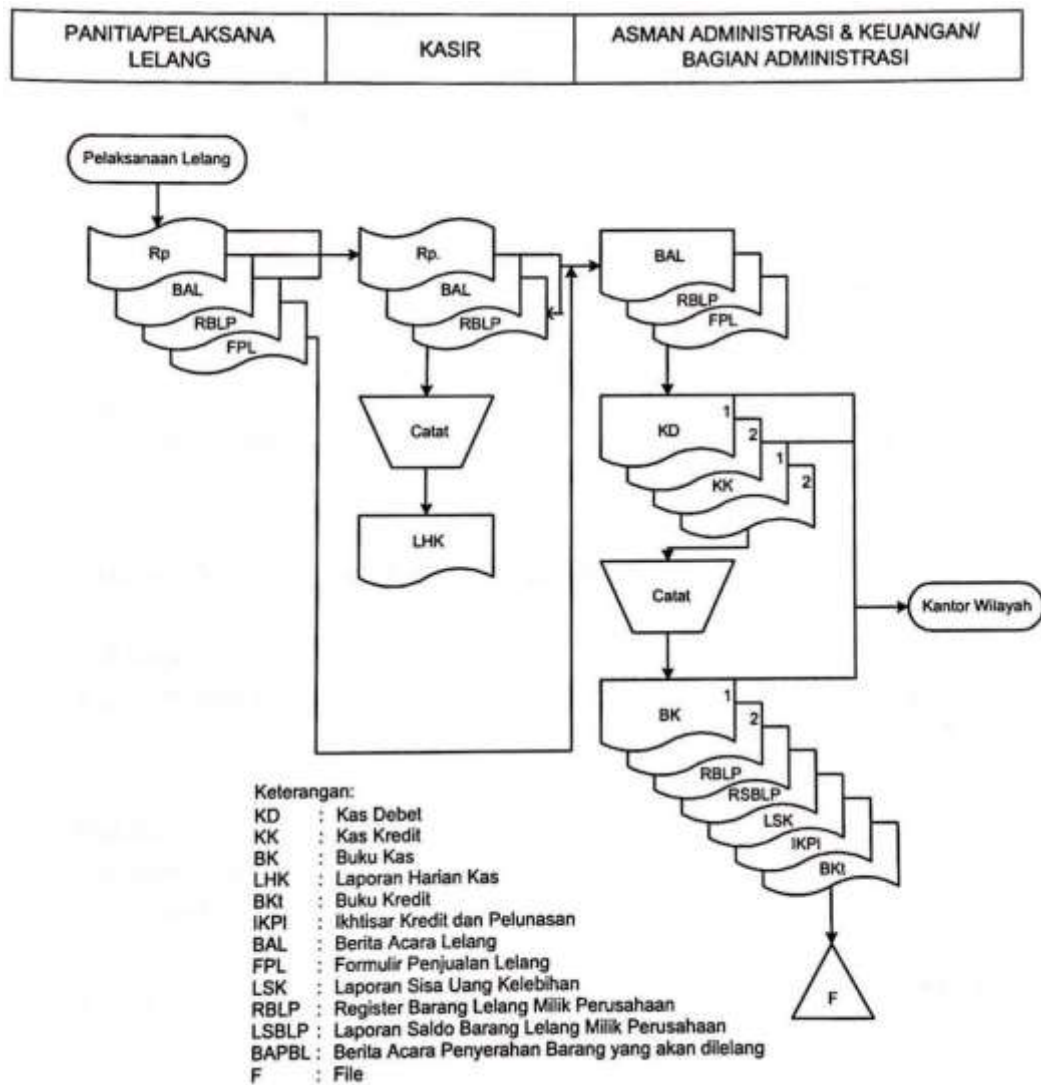 PANITIA/PELAKSANA
LELANG
KASIR
ASMAN ADMINISTRASI & KEUANGAN/
BAGIAN ADMINISTRASI
Pelaksanaan Lelang
Rp
BAL
RBLP
FPL
Rp.
BAL
RBLP
Catat
LHK
BAL
RBLP
FPL
KD
1
2
KK
1
2
Catat
Kantor Wilayah
BK
1
2
RBLP
RSBLP
LSK
IKPI
BKt
F
Keterangan:
KD : Kas Debet
KK : Kas Kredit
BK : Buku Kas
LHK : Laporan Harian Kas
BKt : Buku Kredit
IKPI : Ikhtisar Kredit dan Pelunasan
BAL : Berita Acara Lelang
FPL : Formulir Penjualan Lelang
LSK : Laporan Sisa Uang Kelebihan
RBLP : Register Barang Lelang Milik Perusahaan
LSBLP : Laporan Saldo Barang Lelang Milik Perusahaan
BAPBL : Berita Acara Penyerahan Barang yang akan dilelang
F : File